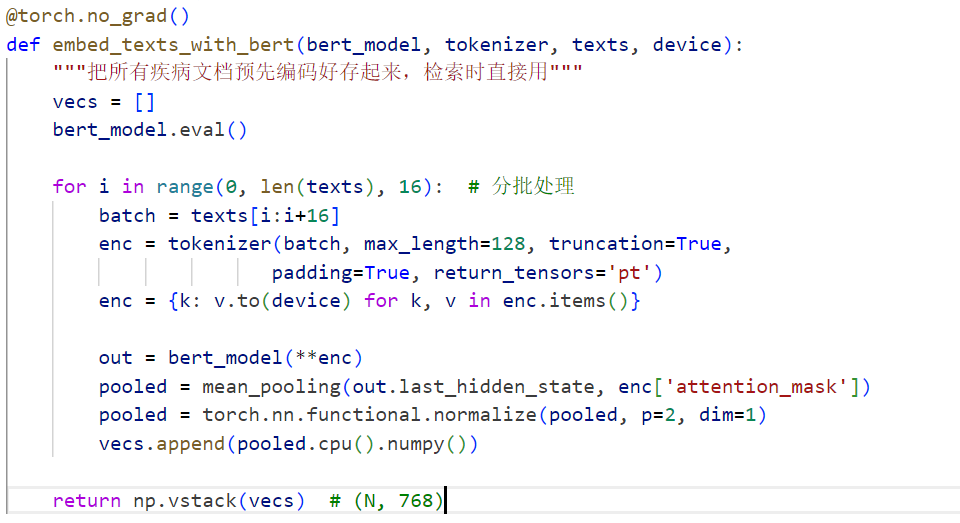 @torch.no_grad()
def embed_texts_with_bert(bert_model, tokenizer, texts, device):
    """把所有疾病文档预先编码好存起来，检索时直接用"""
    vecs = []
    bert_model.eval()

    for i in range(0, len(texts), 16):  # 分批处理
        batch = texts[i:i+16]
        enc = tokenizer(batch, max_length=128, truncation=True,
                       padding=True, return_tensors='pt')
        enc = {k: v.to(device) for k, v in enc.items()}

        out = bert_model(**enc)
        pooled = mean_pooling(out.last_hidden_state, enc['attention_mask'])
        pooled = torch.nn.functional.normalize(pooled, p=2, dim=1)
        vecs.append(pooled.cpu().numpy())

    return np.vstack(vecs)  # (N, 768)